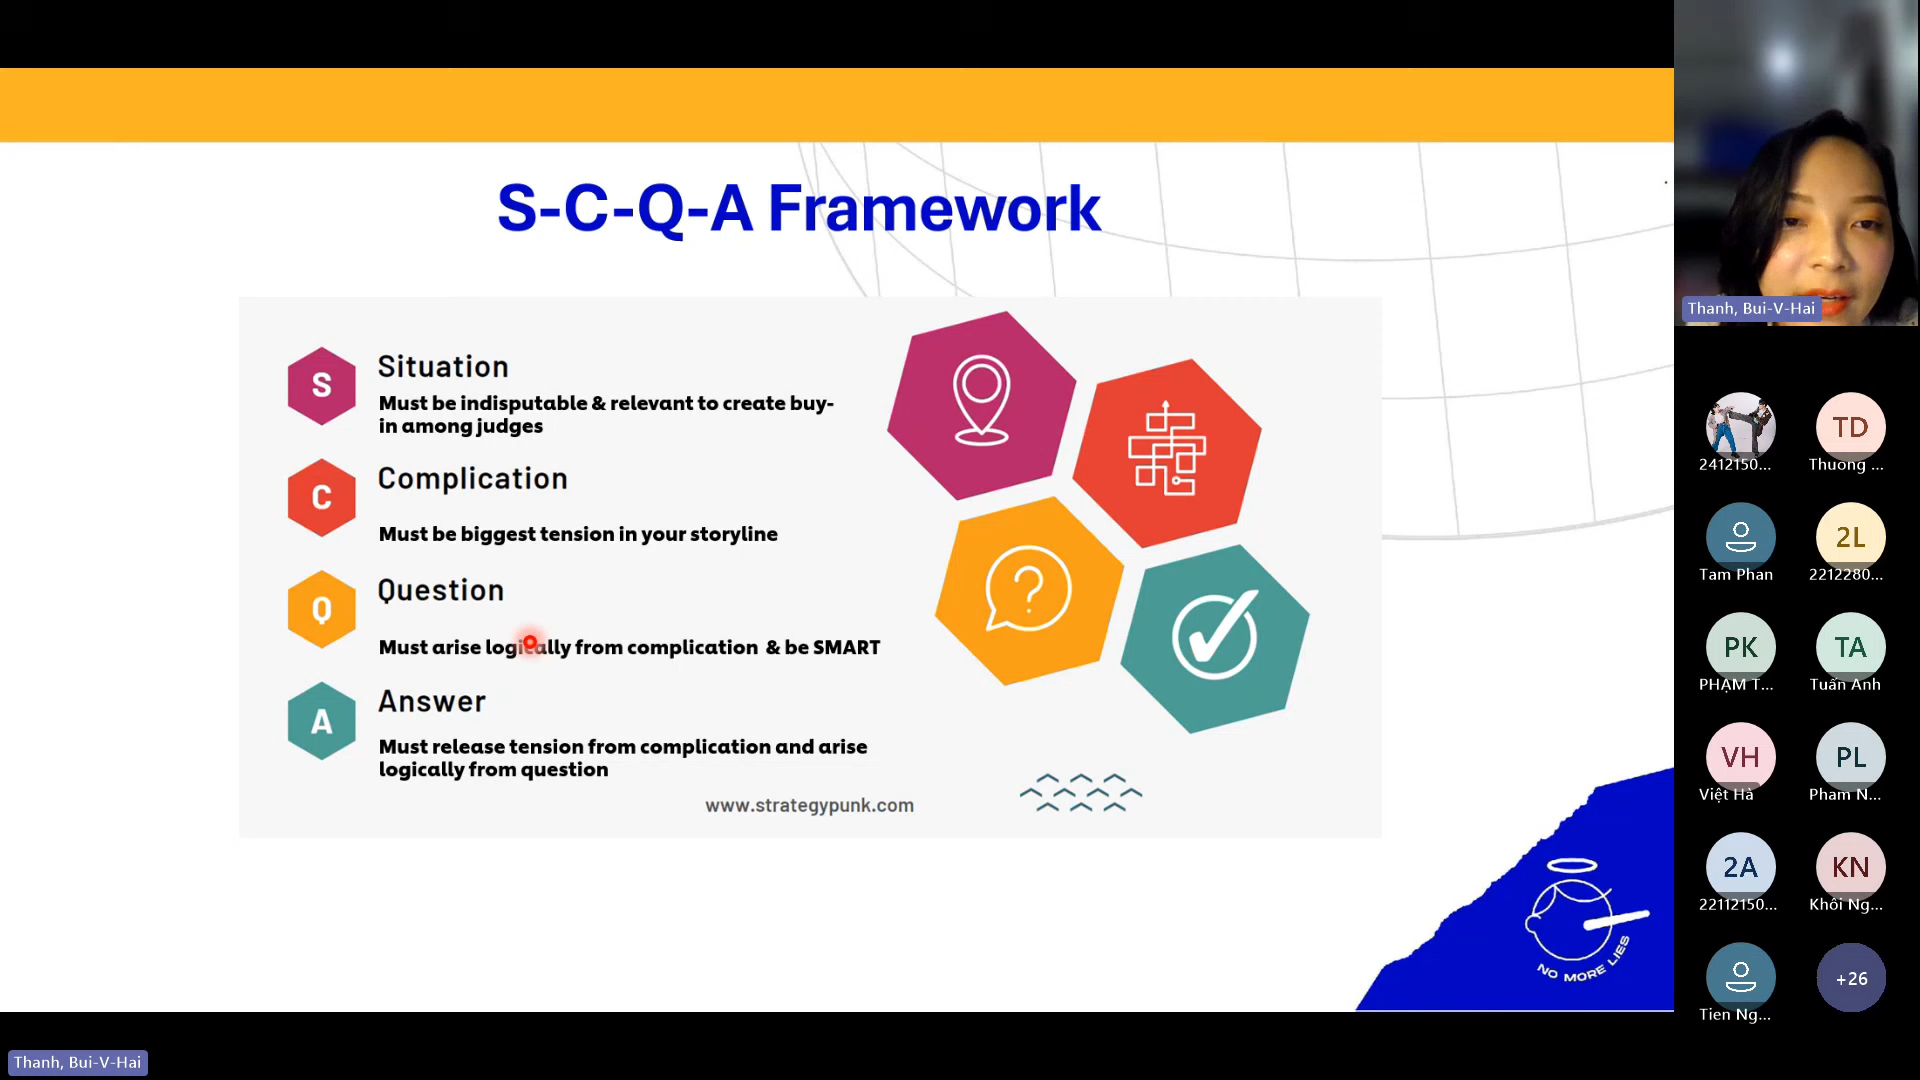 S-C-Q-A Framework
S
Situation
Must be indisputable & relevant to create buy-
in among judges
C
Complication
Must be biggest tension in your storyline
Q
Question
Must arise logically from complication & be SMART
A
Answer
Must release tension from complication and arise
logically from question
www.strategypunk.com
NO MORE LIES
Thanh, Bui-V-Hai
2412150...
TD
Thuong ...
Tam Phan
2L
2212280...
PK
PHẠM T...
TA
Tuấn Anh
VH
Việt Hà
PL
Pham N...
2A
22112150...
KN
Khôi Ng...
Tien Ng...
+26
Thanh, Bui-V-Hai